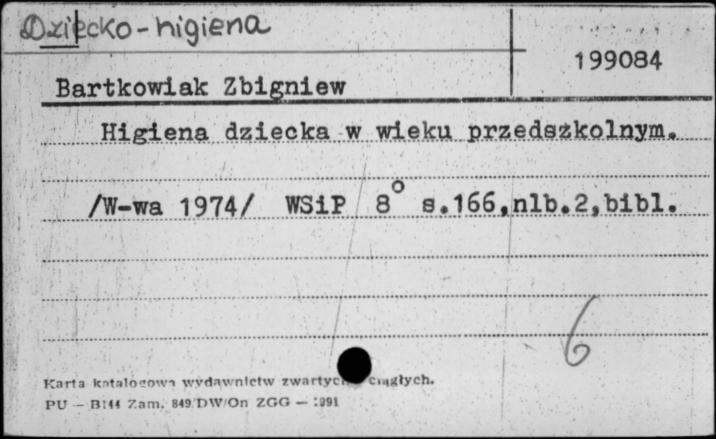 Dziecko-higiena
199084
Bartkowiak Zbigniew
Higiena dziecka w wieku przedszkolnym.
/W-wa 1974/ WSiP 8° s.166,nlb.2,bibl.
6
Karta katalogowa wydawnictw zwartych ciągłych.
PU — B144 Zam. 849/DW/On ZGG — 1991